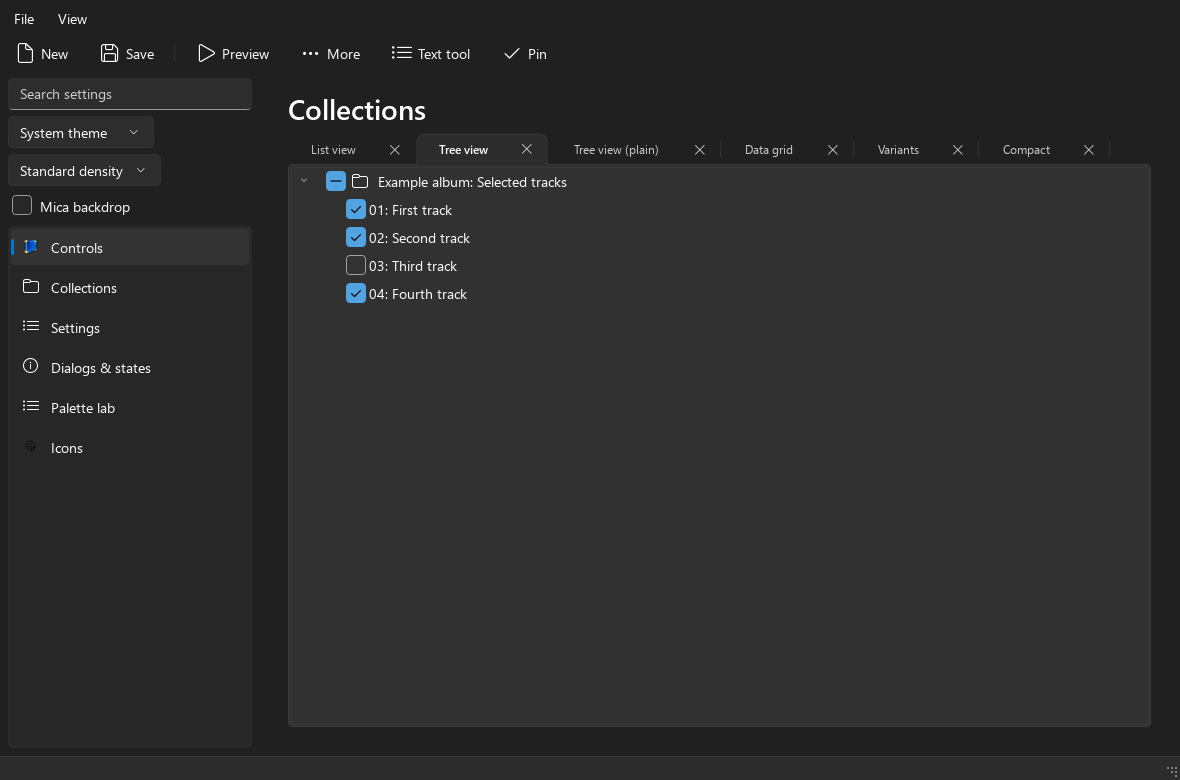 File View
New Save Preview More Text tool Pin
Search settings
System theme
Standard density
Mica backdrop
Controls
Collections
Settings
Dialogs & states
Palette lab
Icons
Collections
List view Tree view Tree view (plain) Data grid Variants Compact
Example album: Selected tracks
01: First track
02: Second track
03: Third track
04: Fourth track